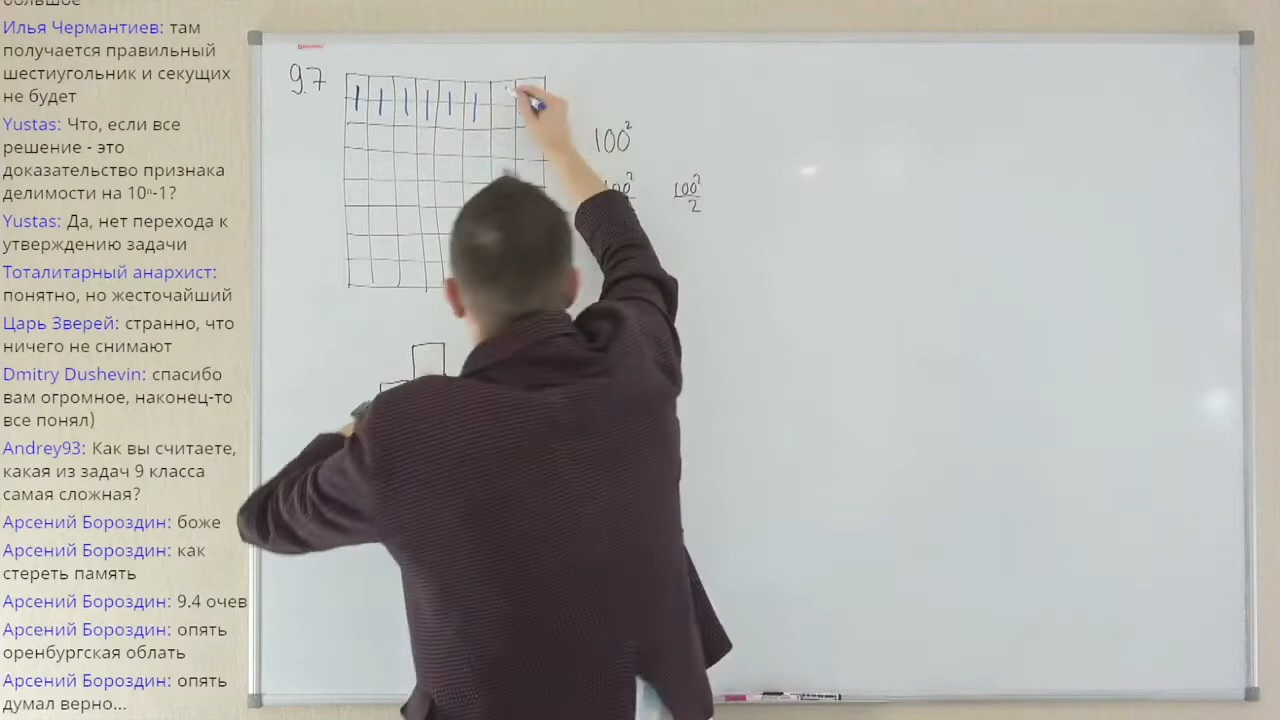 большое
Илья Чермантиев: там
получается правильный
шестиугольник и секущих
не будет
Yustas: Что, если все
решение - это
доказательство признака
делимости на 10ⁿ-1?
Yustas: Да, нет перехода к
утверждению задачи
Тоталитарный анархист:
понятно, но жесточайший
Царь Зверей: странно, что
ничего не снимают
Dmitry Dushevin: спасибо
вам огромное, наконец-то
все понял)
Andrey93: Как вы считаете,
какая из задач 9 класса
самая сложная?
Арсений Бороздин: боже
Арсений Бороздин: как
стереть память
Арсений Бороздин: 9.4 очев
Арсений Бороздин: опять
оренбургская облать
Арсений Бороздин: опять
думал верно...
9.7
100²
100²/2